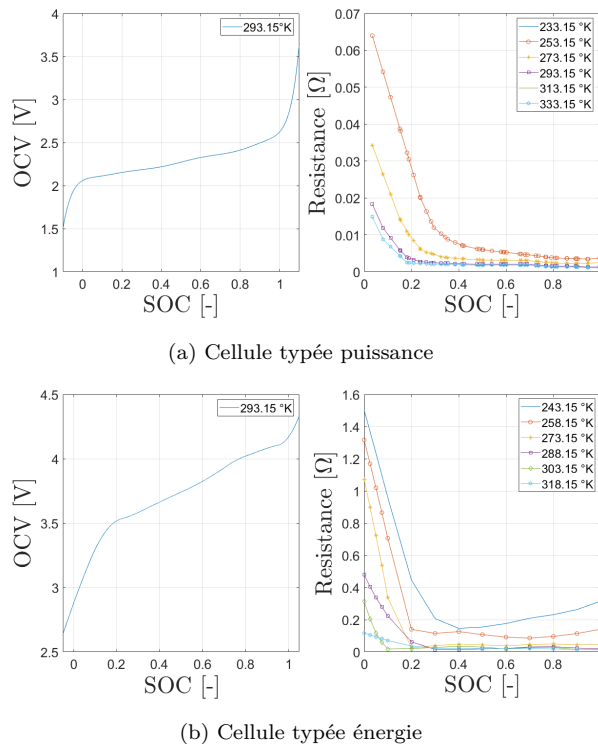 4
3.5
3
2.5
2
1.5
1
OCV [V]
0 0.2 0.4 0.6 0.8 1
SOC [-]
293.15°K
0.07
0.06
0.05
0.04
0.03
0.02
0.01
0
Resistance [Ω]
0 0.2 0.4 0.6 0.8
SOC [-]
233.15 °K
253.15 °K
273.15 °K
293.15 °K
313.15 °K
333.15 °K
(a) Cellule typée puissance
4.5
4
3.5
3
2.5
OCV [V]
0 0.2 0.4 0.6 0.8 1
SOC [-]
293.15 °K
1.6
1.4
1.2
1
0.8
0.6
0.4
0.2
0
Resistance [Ω]
0 0.2 0.4 0.6 0.8
SOC [-]
243.15 °K
258.15 °K
273.15 °K
288.15 °K
303.15 °K
318.15 °K
(b) Cellule typée énergie